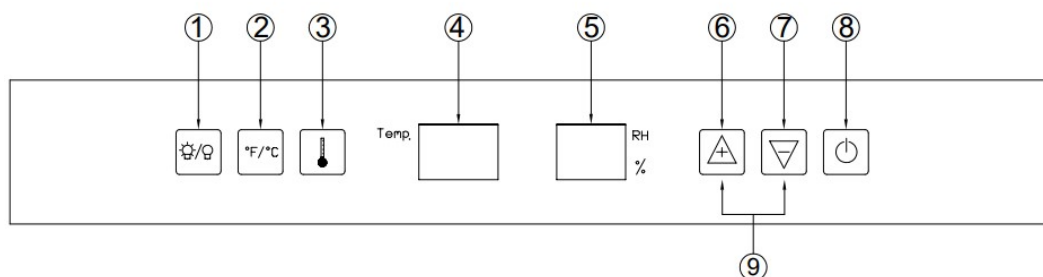 ① ② ③ ④ ⑤ ⑥ ⑦ ⑧
°F/°C Temp. RH
%
⑨